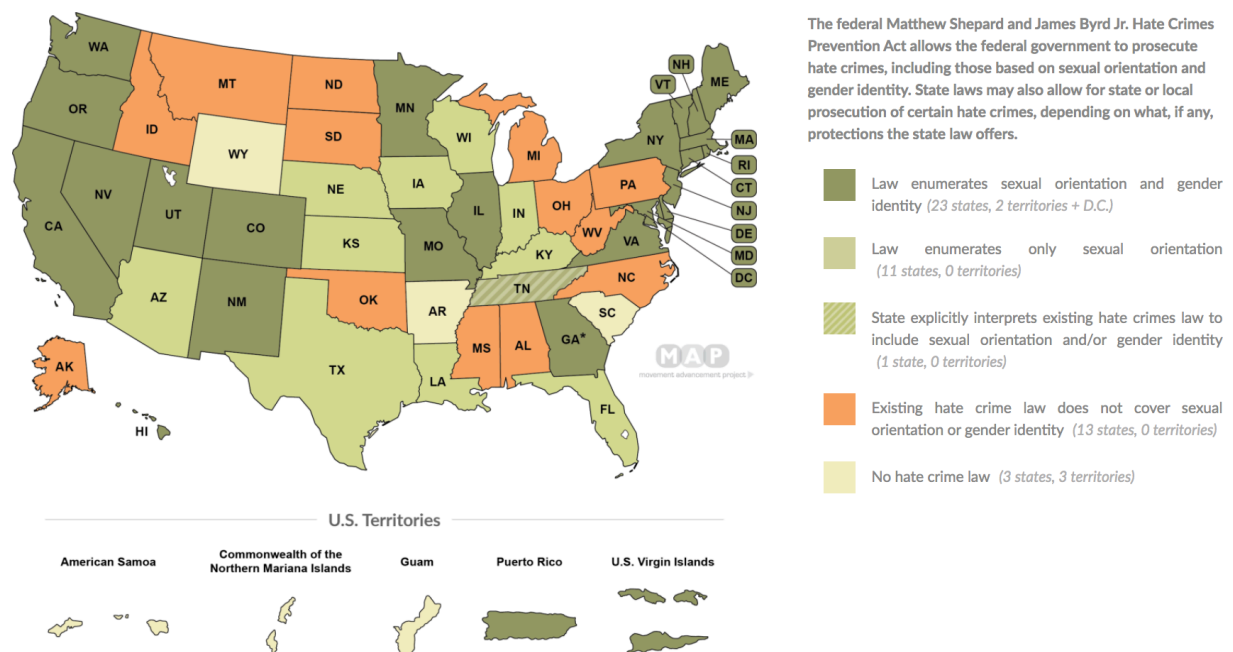 WA
OR
CA
NV
ID
MT
WY
UT
CO
AZ
NM
ND
SD
NE
KS
OK
TX
MN
IA
MO
AR
LA
WI
IL
MI
IN
OH
KY
TN
MS
AL
GA*
FL
SC
NC
VA
WV
PA
NY
VT
NH
ME
MA
RI
CT
NJ
DE
MD
DC
AK
HI
MAP
movement advancement project
The federal Matthew Shepard and James Byrd Jr. Hate Crimes
Prevention Act allows the federal government to prosecute
hate crimes, including those based on sexual orientation and
gender identity. State laws may also allow for state or local
prosecution of certain hate crimes, depending on what, if any,
protections the state law offers.
Law enumerates sexual orientation and gender
identity (23 states, 2 territories + D.C.)
Law enumerates only sexual orientation
(11 states, 0 territories)
State explicitly interprets existing hate crimes law to
include sexual orientation and/or gender identity
(1 state, 0 territories)
Existing hate crime law does not cover sexual
orientation or gender identity (13 states, 0 territories)
No hate crime law (3 states, 3 territories)
U.S. Territories
American Samoa
Commonwealth of the
Northern Mariana Islands
Guam
Puerto Rico
U.S. Virgin Islands